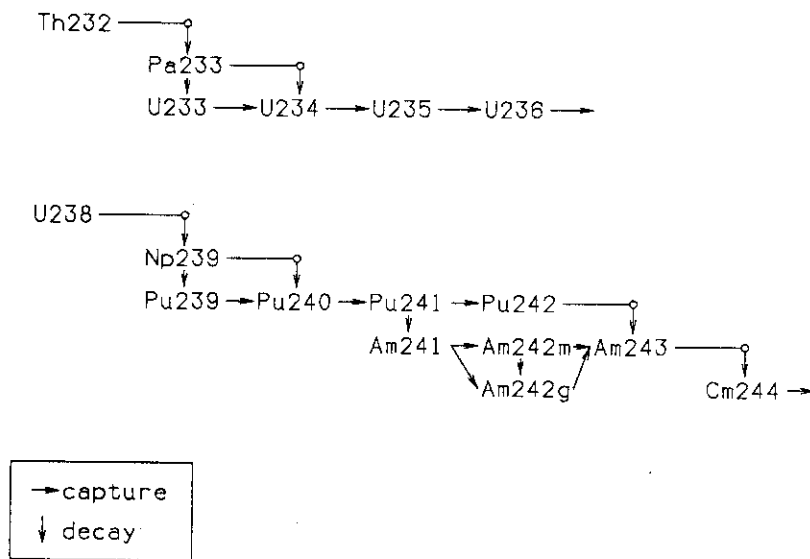 Th232
Pa233
U233 U234 U235 U236
U238
Np239
Pu239 Pu240 Pu241 Pu242
Am241 Am242m Am243
Am242g Cm244
capture
decay